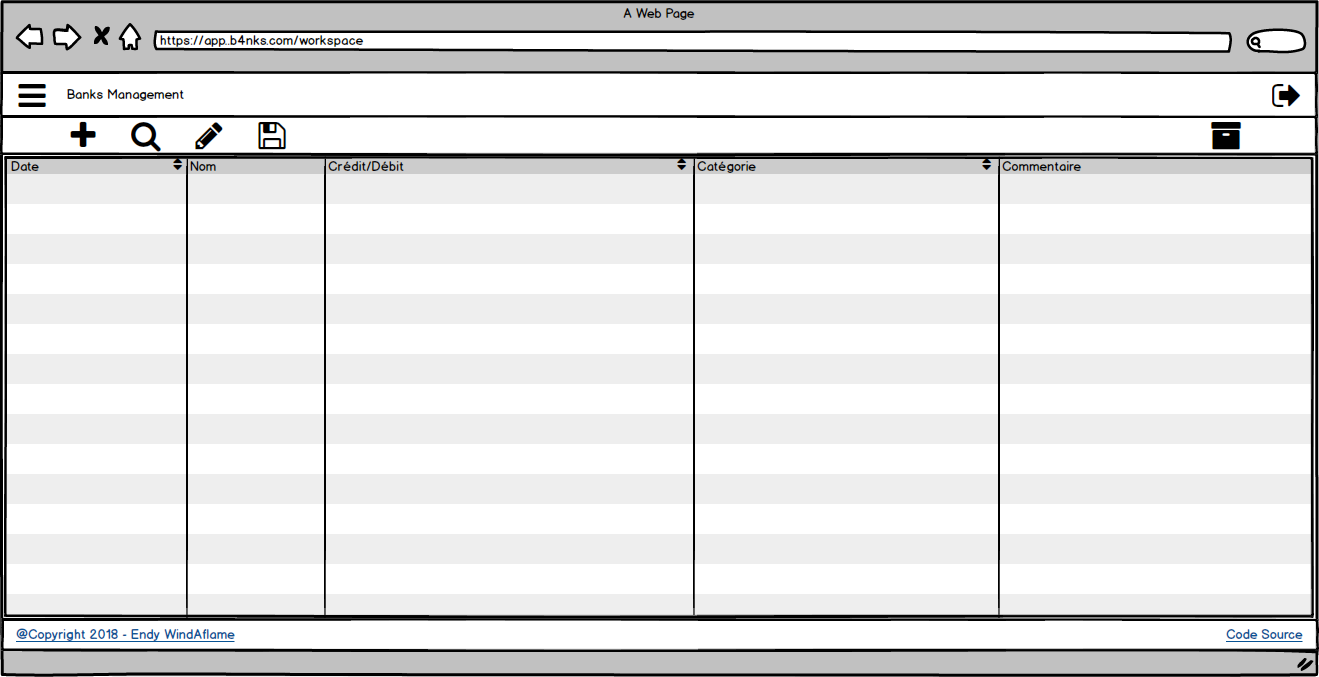 A Web Page
https://app.b4nks.com/workspace
Banks Management
Date Nom Crédit/Débit Catégorie Commentaire
@Copyright 2018 - Endy WindAflame Code Source